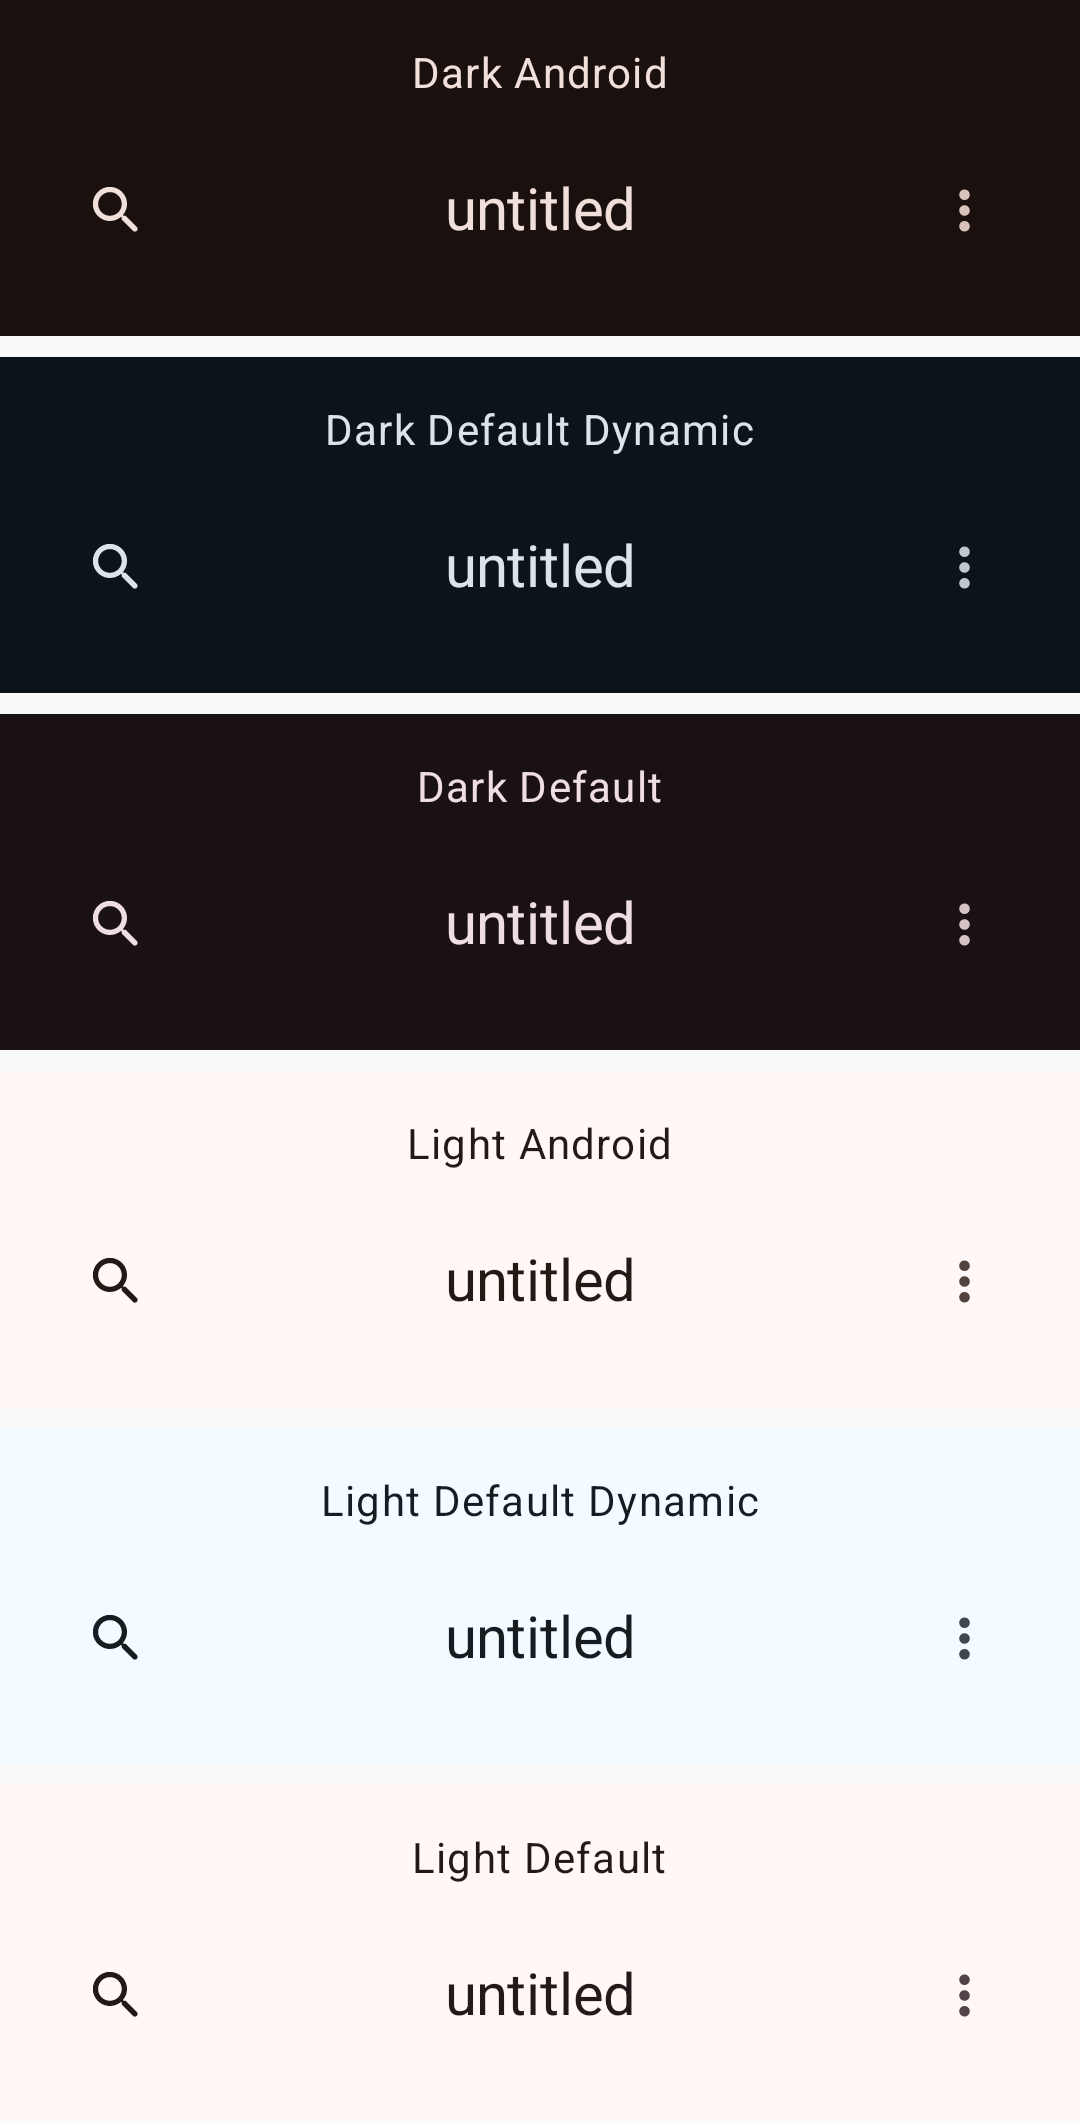 Dark Android
untitled
Dark Default Dynamic
untitled
Dark Default
untitled
Light Android
untitled
Light Default Dynamic
untitled
Light Default
untitled